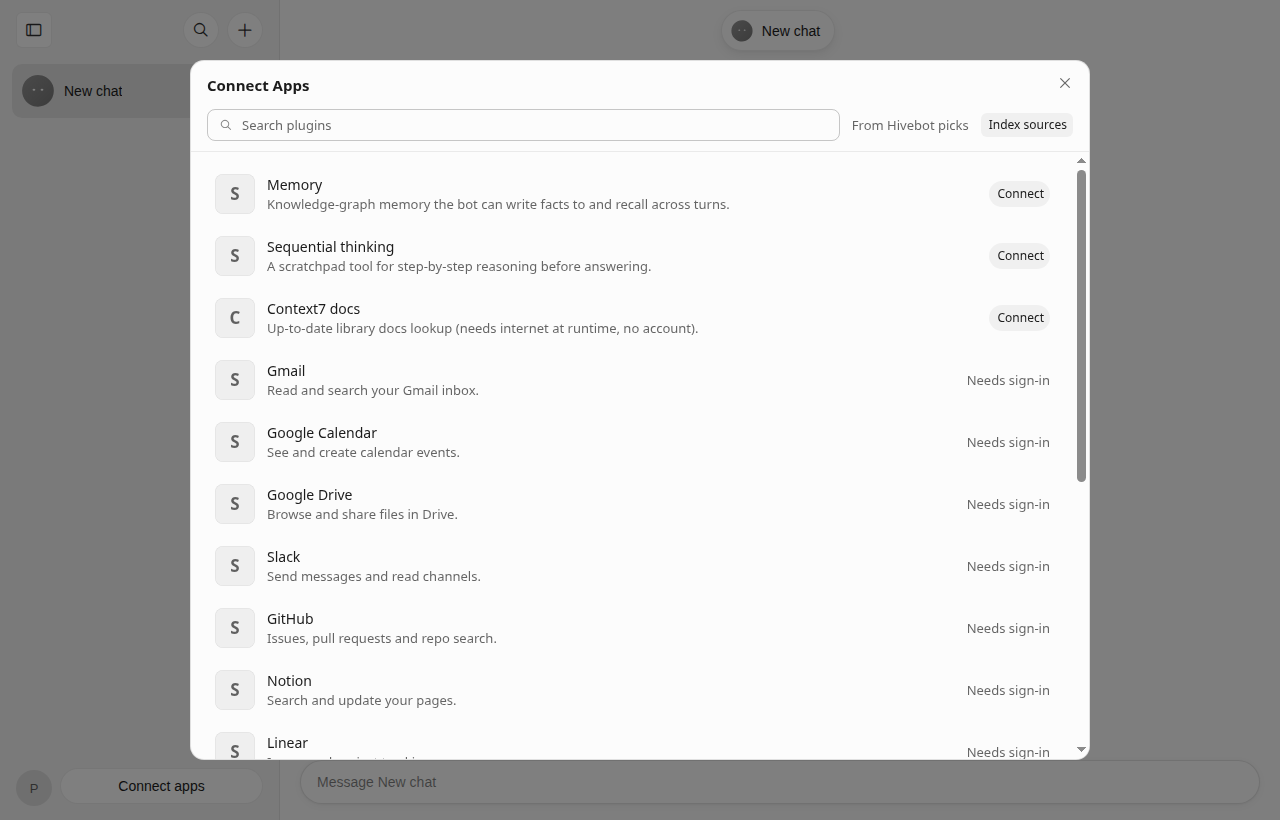 New chat
New chat
Connect Apps
Search plugins
From Hivebot picks
Index sources
S
Memory
Knowledge-graph memory the bot can write facts to and recall across turns.
Connect
S
Sequential thinking
A scratchpad tool for step-by-step reasoning before answering.
Connect
C
Context7 docs
Up-to-date library docs lookup (needs internet at runtime, no account).
Connect
S
Gmail
Read and search your Gmail inbox.
Needs sign-in
S
Google Calendar
See and create calendar events.
Needs sign-in
S
Google Drive
Browse and share files in Drive.
Needs sign-in
S
Slack
Send messages and read channels.
Needs sign-in
S
GitHub
Issues, pull requests and repo search.
Needs sign-in
S
Notion
Search and update your pages.
Needs sign-in
S
Linear
Needs sign-in
P
Connect apps
Message New chat